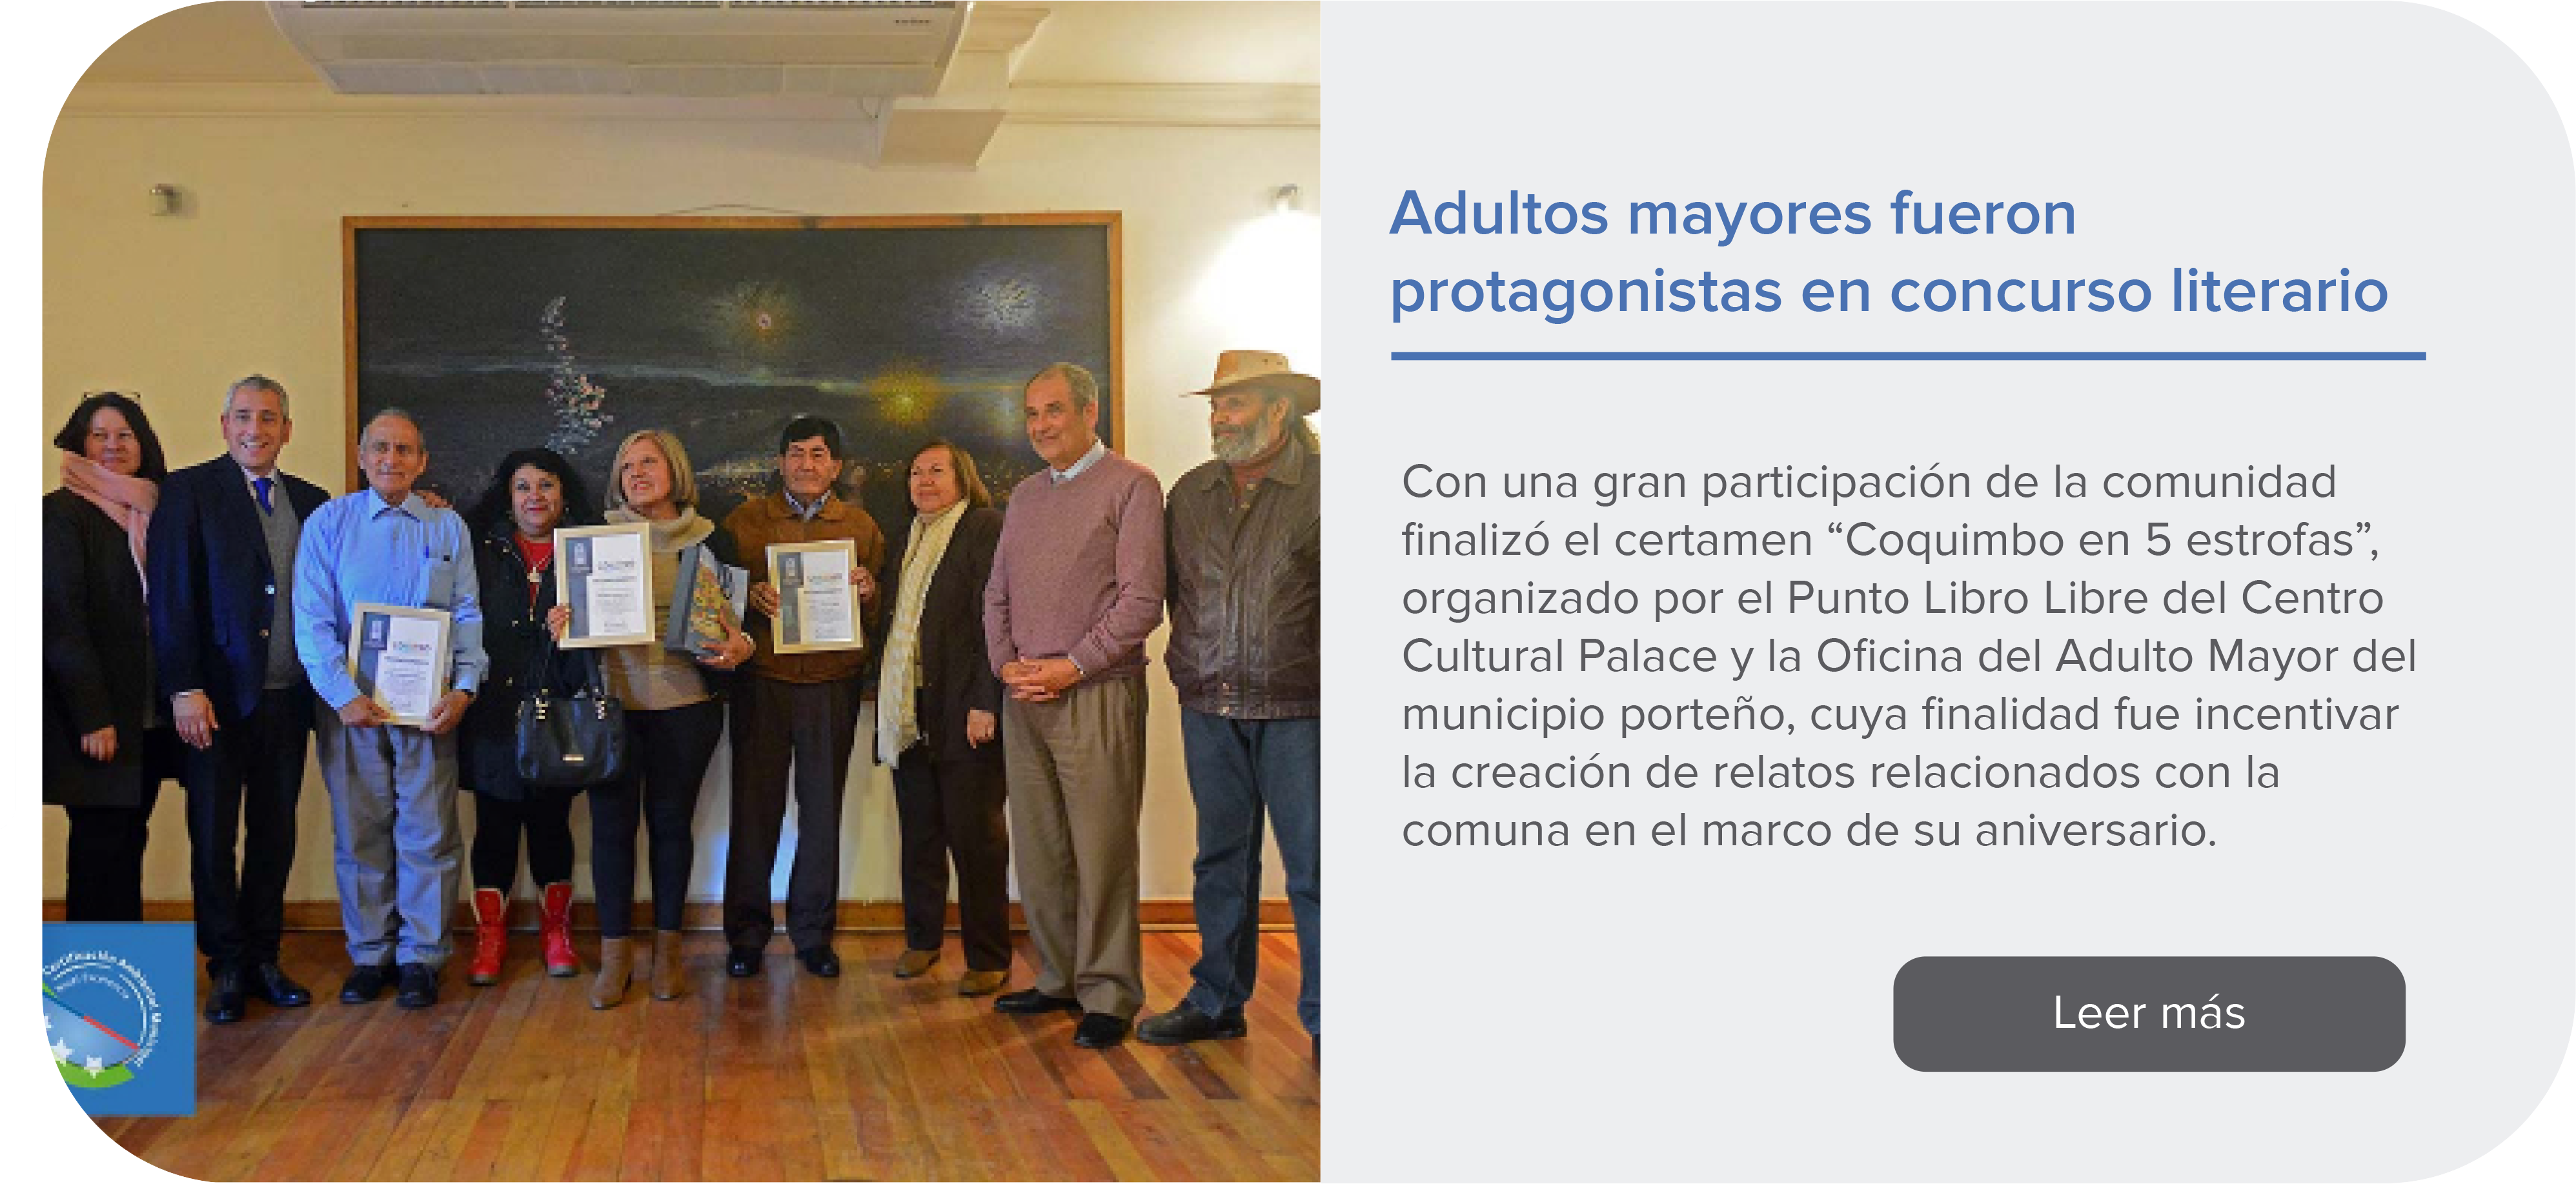 Adultos mayores fueron
protagonistas en concurso literario
Con una gran participación de la comunidad
finalizó el certamen “Coquimbo en 5 estrofas”,
organizado por el Punto Libro Libre del Centro
Cultural Palace y la Oficina del Adulto Mayor del
municipio porteño, cuya finalidad fue incentivar
la creación de relatos relacionados con la
comuna en el marco de su aniversario.
Leer más
Certificación Ambiental